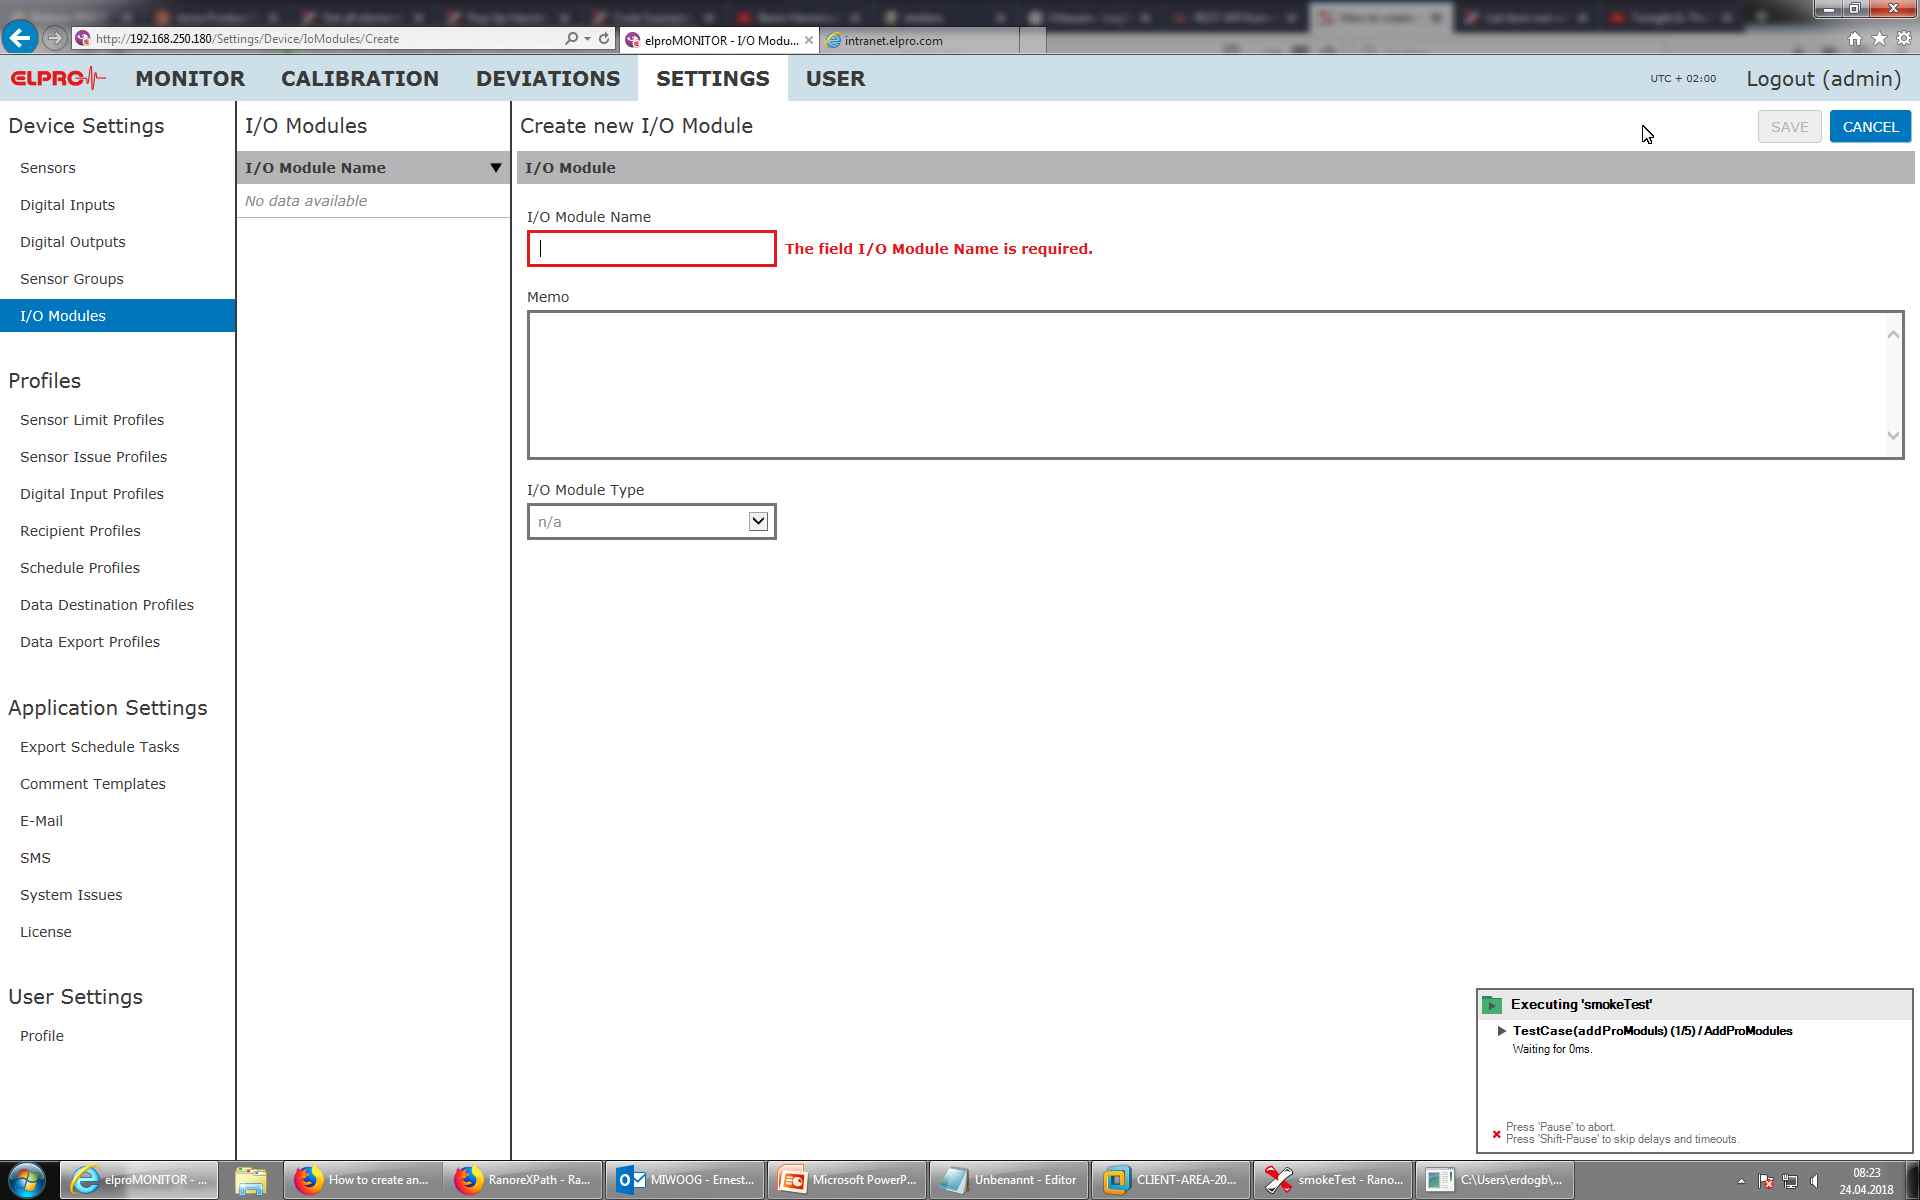 http://192.168.250.180/Settings/Device/IoModules/Create
elproMONITOR - I/O Modu...
intranet.elpro.com
ELPRO
MONITOR
CALIBRATION
DEVIATIONS
SETTINGS
USER
UTC + 02:00
Logout (admin)
Device Settings
Sensors
Digital Inputs
Digital Outputs
Sensor Groups
I/O Modules
Profiles
Sensor Limit Profiles
Sensor Issue Profiles
Digital Input Profiles
Recipient Profiles
Schedule Profiles
Data Destination Profiles
Data Export Profiles
Application Settings
Export Schedule Tasks
Comment Templates
E-Mail
SMS
System Issues
License
User Settings
Profile
I/O Modules
I/O Module Name
No data available
Create new I/O Module
SAVE
CANCEL
I/O Module
I/O Module Name
The field I/O Module Name is required.
Memo
I/O Module Type
n/a
Executing 'smokeTest'
TestCase(addProModuls) (1/5) / AddProModules
Waiting for 0ms.
Press 'Pause' to abort.
Press 'Shift-Pause' to skip delays and timeouts.
elproMONITOR - ...
How to create an...
RanoreXPath - Ra...
MIWOOG - Ernest...
Microsoft PowerP...
Unbenannt - Editor
CLIENT-AREA-20...
smokeTest - Rano...
C:\Users\erdogb\...
08:23
24.04.2018